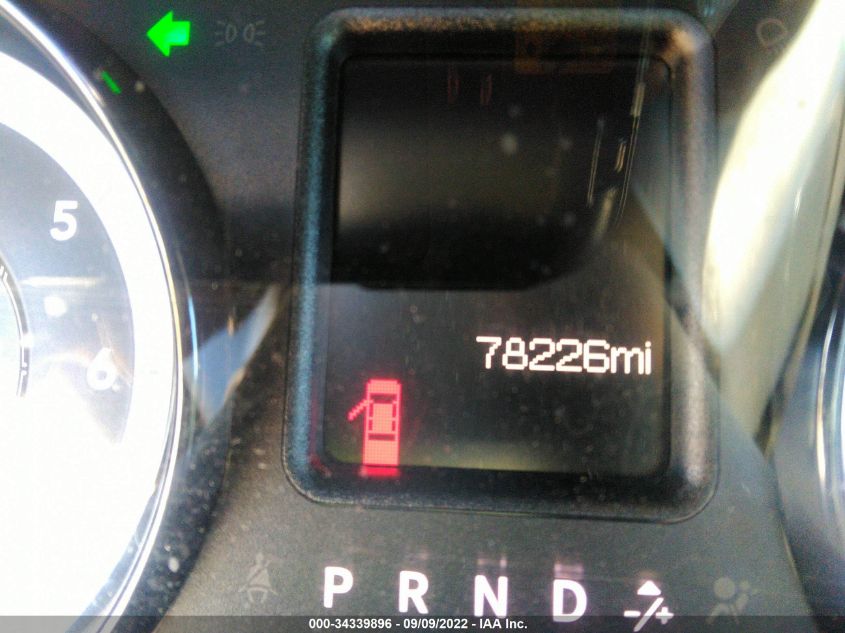 5
78226mi
6
P R N D -/+
000-34339896 - 09/09/2022 - IAA Inc.